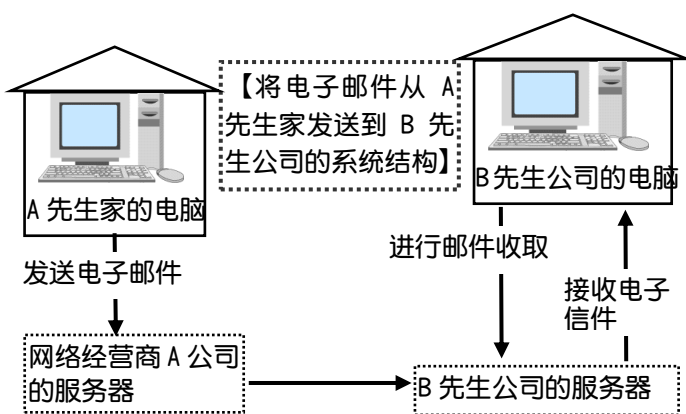 【将电子邮件从 A
先生家发送到 B 先
生公司的系统结构】
A 先生家的电脑
B先生公司的电脑
发送电子邮件
进行邮件收取
接收电子
信件
网络经营商 A 公司
的服务器
B 先生公司的服务器